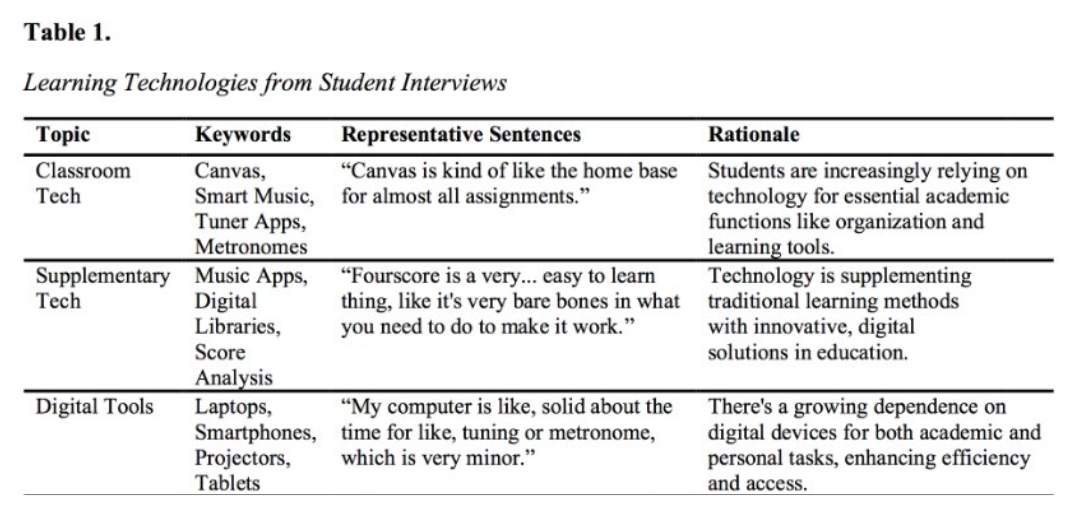 Table 1.
Learning Technologies from Student Interviews
Topic Keywords Representative Sentences Rationale
Classroom Canvas, “Canvas is kind of like the home base Students are increasingly relying on
Tech Smart Music, for almost all assignments.” technology for essential academic
Tuner Apps, functions like organization and
Metronomes learning tools.
Supplementary Music Apps, “Fourscore is a very... easy to learn Technology is supplementing
Tech Digital thing, like it's very bare bones in what traditional learning methods
Libraries, you need to do to make it work.” with innovative, digital
Score solutions in education.
Analysis
Digital Tools Laptops, “My computer is like, solid about the There's a growing dependence on
Smartphones, time for like, tuning or metronome, digital devices for both academic and
Projectors, which is very minor.” personal tasks, enhancing efficiency
Tablets and access.